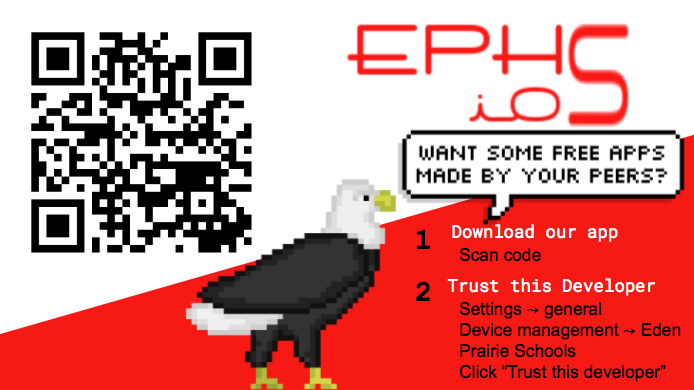 EPHS
iOS
WANT SOME FREE APPS
MADE BY YOUR PEERS?
1 Download our app
Scan code
2 Trust this Developer
Settings → general
Device management → Eden
Prairie Schools
Click “Trust this developer”